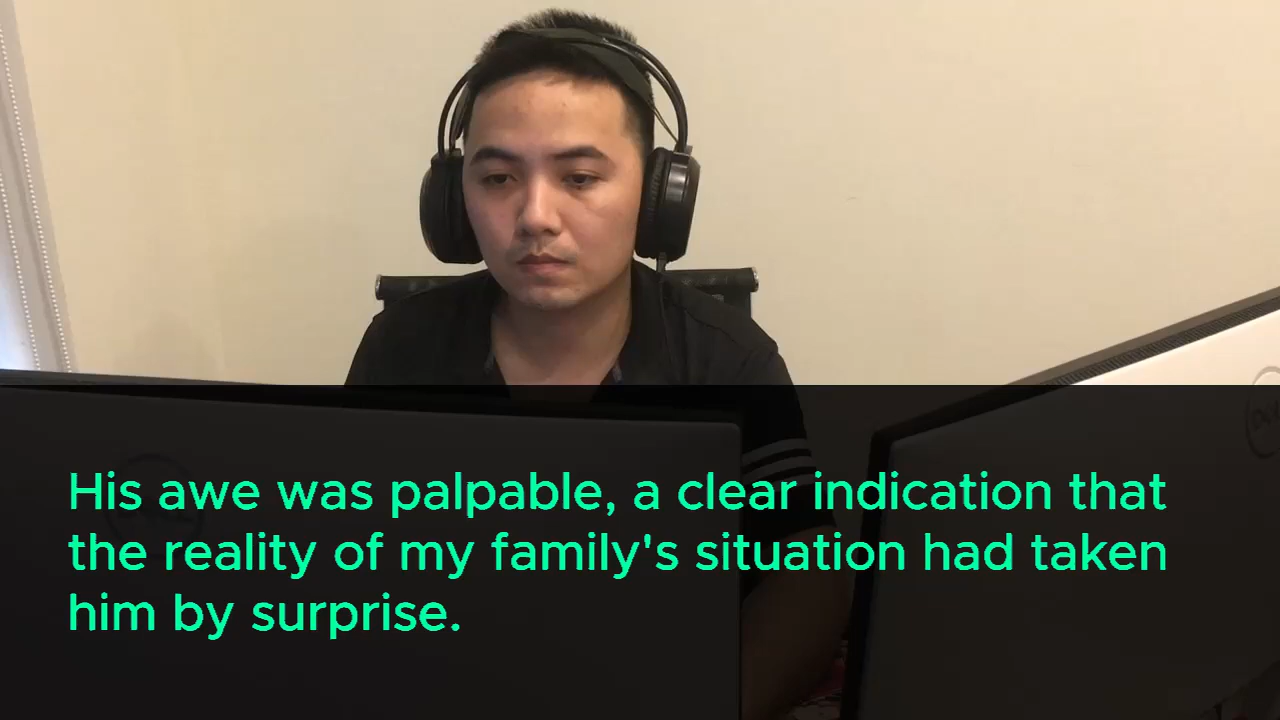 His awe was palpable, a clear indication that
the reality of my family's situation had taken
him by surprise.